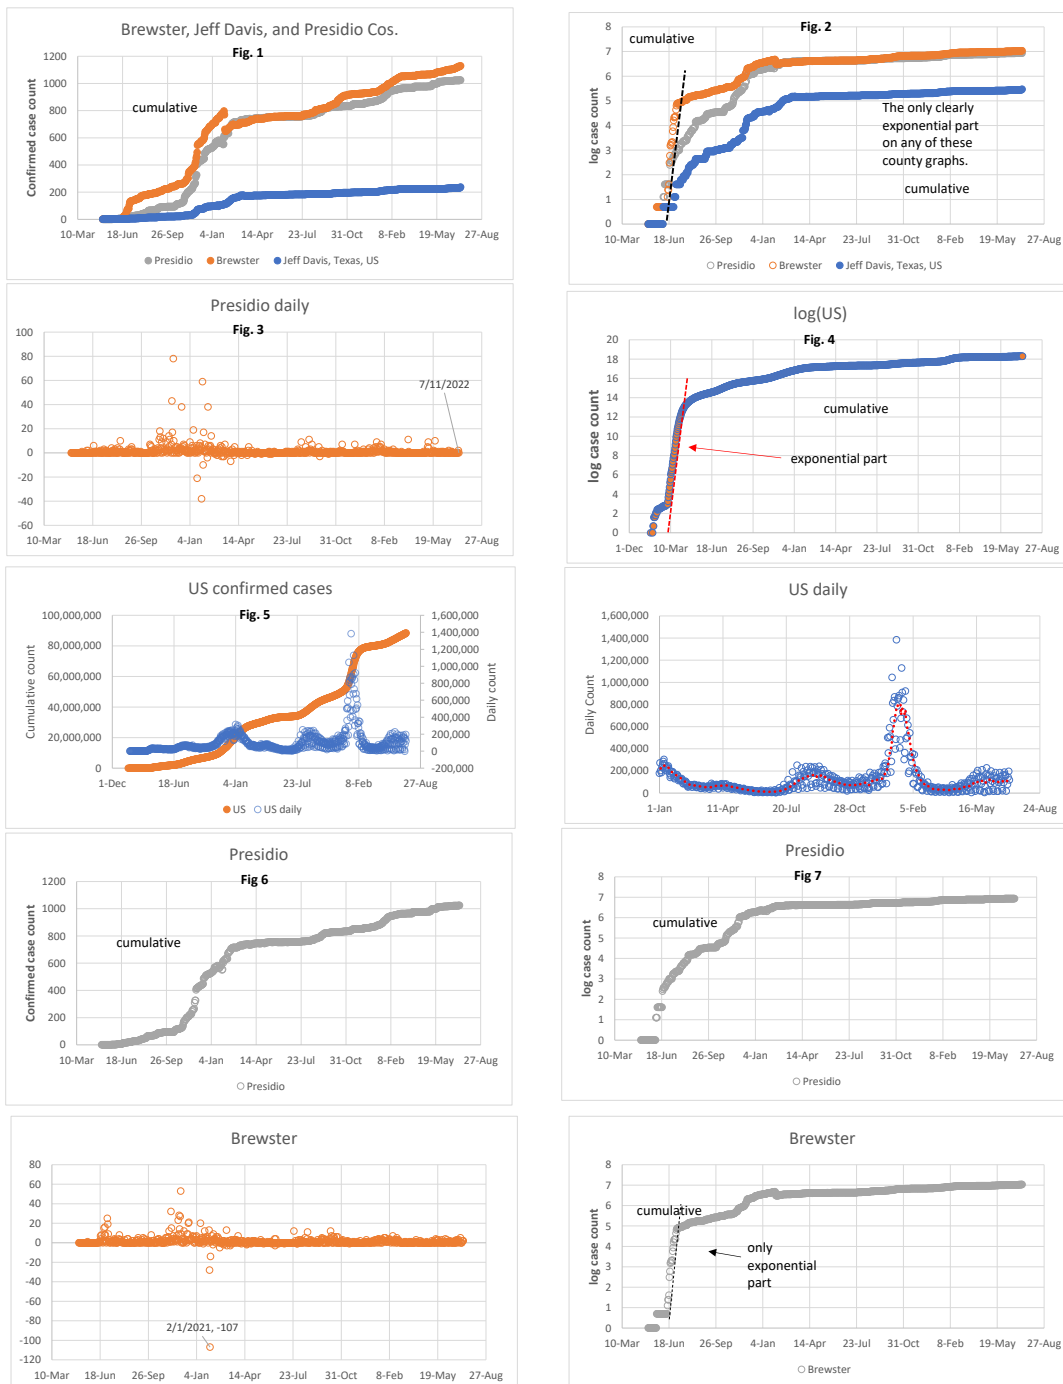 Brewster, Jeff Davis, and Presidio Cos.
Fig. 1
cumulative
Confirmed case count
1200
1000
800
600
400
200
0
10-Mar 18-Jun 26-Sep 4-Jan 14-Apr 23-Jul 31-Oct 8-Feb 19-May 27-Aug
Presidio Brewster Jeff Davis, Texas, US
Fig. 2
cumulative
log case count
8
7
6
5
4
3
2
1
0
The only clearly
exponential part
on any of these
county graphs.
cumulative
10-Mar 18-Jun 26-Sep 4-Jan 14-Apr 23-Jul 31-Oct 8-Feb 19-May 27-Aug
Presidio Brewster Jeff Davis, Texas, US
Presidio daily
Fig. 3
100
80
60
40
20
0
-20
-40
-60
7/11/2022
10-Mar 18-Jun 26-Sep 4-Jan 14-Apr 23-Jul 31-Oct 8-Feb 19-May 27-Aug
log(US)
Fig. 4
log case count
20
18
16
14
12
10
8
6
4
2
0
cumulative
exponential part
1-Dec 10-Mar 18-Jun 26-Sep 4-Jan 14-Apr 23-Jul 31-Oct 8-Feb 19-May 27-Aug
US confirmed cases
Fig. 5
Cumulative count
100,000,000
80,000,000
60,000,000
40,000,000
20,000,000
0
1,600,000
1,400,000
1,200,000
1,000,000
800,000
600,000
400,000
200,000
0
-200,000
Daily count
1-Dec 18-Jun 4-Jan 23-Jul 8-Feb 27-Aug
US US daily
US daily
Daily Count
1,600,000
1,400,000
1,200,000
1,000,000
800,000
600,000
400,000
200,000
0
1-Jan 11-Apr 20-Jul 28-Oct 5-Feb 16-May 24-Aug
Presidio
Fig 6
cumulative
Confirmed case count
1200
1000
800
600
400
200
0
10-Mar 18-Jun 26-Sep 4-Jan 14-Apr 23-Jul 31-Oct 8-Feb 19-May 27-Aug
Presidio
Presidio
Fig 7
cumulative
log case count
8
7
6
5
4
3
2
1
0
10-Mar 18-Jun 26-Sep 4-Jan 14-Apr 23-Jul 31-Oct 8-Feb 19-May 27-Aug
Presidio
Brewster
80
60
40
20
0
-20
-40
-60
-80
-100
-120
2/1/2021, -107
10-Mar 18-Jun 26-Sep 4-Jan 14-Apr 23-Jul 31-Oct 8-Feb 19-May 27-Aug
Brewster
cumulative
log case count
8
7
6
5
4
3
2
1
0
only
exponential
part
10-Mar 18-Jun 26-Sep 4-Jan 14-Apr 23-Jul 31-Oct 8-Feb 19-May 27-Aug
Brewster